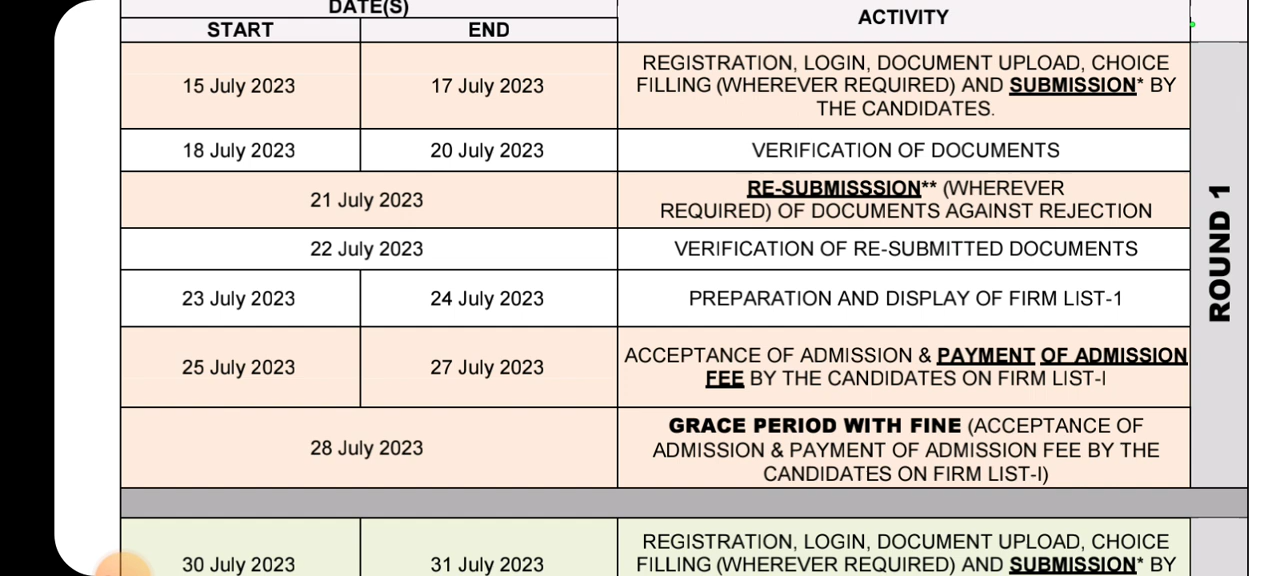 DATE(S)
ACTIVITY
START
END
15 July 2023
17 July 2023
REGISTRATION, LOGIN, DOCUMENT UPLOAD, CHOICE
FILLING (WHEREVER REQUIRED) AND SUBMISSION* BY
THE CANDIDATES.
18 July 2023
20 July 2023
VERIFICATION OF DOCUMENTS
21 July 2023
RE-SUBMISSSION** (WHEREVER
REQUIRED) OF DOCUMENTS AGAINST REJECTION
22 July 2023
VERIFICATION OF RE-SUBMITTED DOCUMENTS
23 July 2023
24 July 2023
PREPARATION AND DISPLAY OF FIRM LIST-1
25 July 2023
27 July 2023
ACCEPTANCE OF ADMISSION & PAYMENT OF ADMISSION
FEE BY THE CANDIDATES ON FIRM LIST-I
28 July 2023
GRACE PERIOD WITH FINE (ACCEPTANCE OF
ADMISSION & PAYMENT OF ADMISSION FEE BY THE
CANDIDATES ON FIRM LIST-I)
ROUND 1
30 July 2023
31 July 2023
REGISTRATION, LOGIN, DOCUMENT UPLOAD, CHOICE
FILLING (WHEREVER REQUIRED) AND SUBMISSION* BY